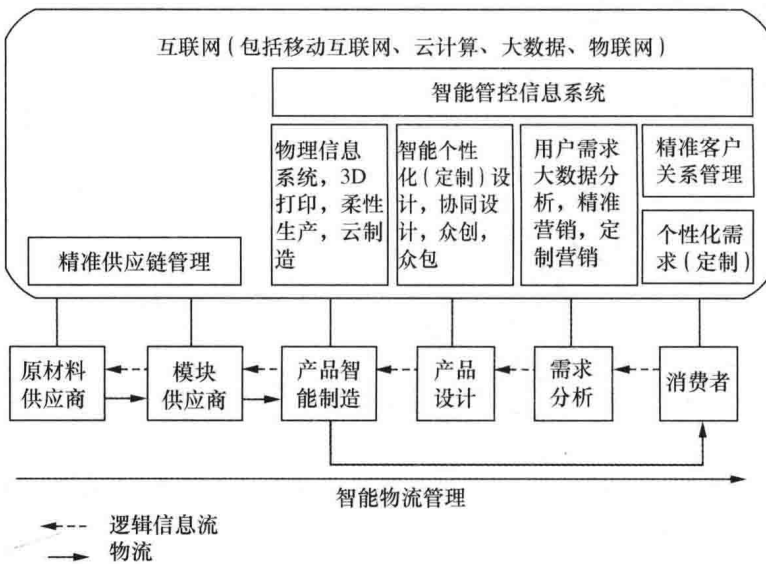 互联网(包括移动互联网、云计算、大数据、物联网)
智能管控信息系统
物理信息
系统，3D
打印，柔性
生产，云制
造
智能个性
化(定制)设
计，协同设
计，众创，
众包
用户需求
大数据分
析，精准
营销，定
制营销
精准客户
关系管理
个性化需
求(定制)
精准供应链管理
原材料
供应商
模块
供应商
产品智
能制造
产品
设计
需求
分析
消费者
智能物流管理
逻辑信息流
物流